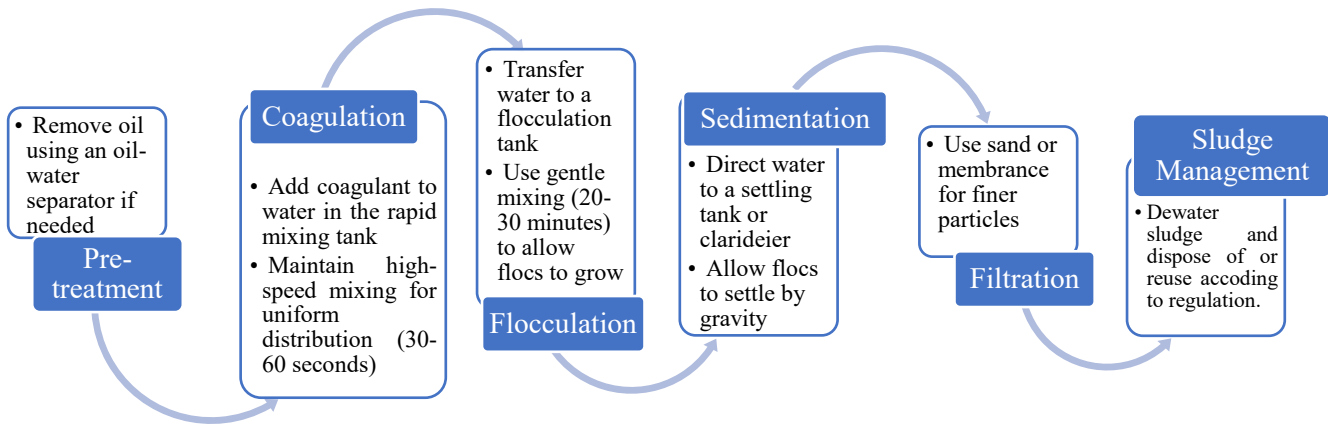 • Remove oil
using an oil-
water
separator if
needed
Pre-
treatment
Coagulation
• Add coagulant to
water in the rapid
mixing tank
• Maintain high-
speed mixing for
uniform
distribution (30-
60 seconds)
• Transfer
water to a
flocculation
tank
• Use gentle
mixing (20-
30 minutes)
to allow
flocs to grow
Flocculation
Sedimentation
• Direct water
to a settling
tank or
clarideier
• Allow flocs
to settle by
gravity
• Use sand or
membrance
for finer
particles
Filtration
Sludge
Management
• Dewater
sludge and
dispose of or
reuse accoding
to regulation.